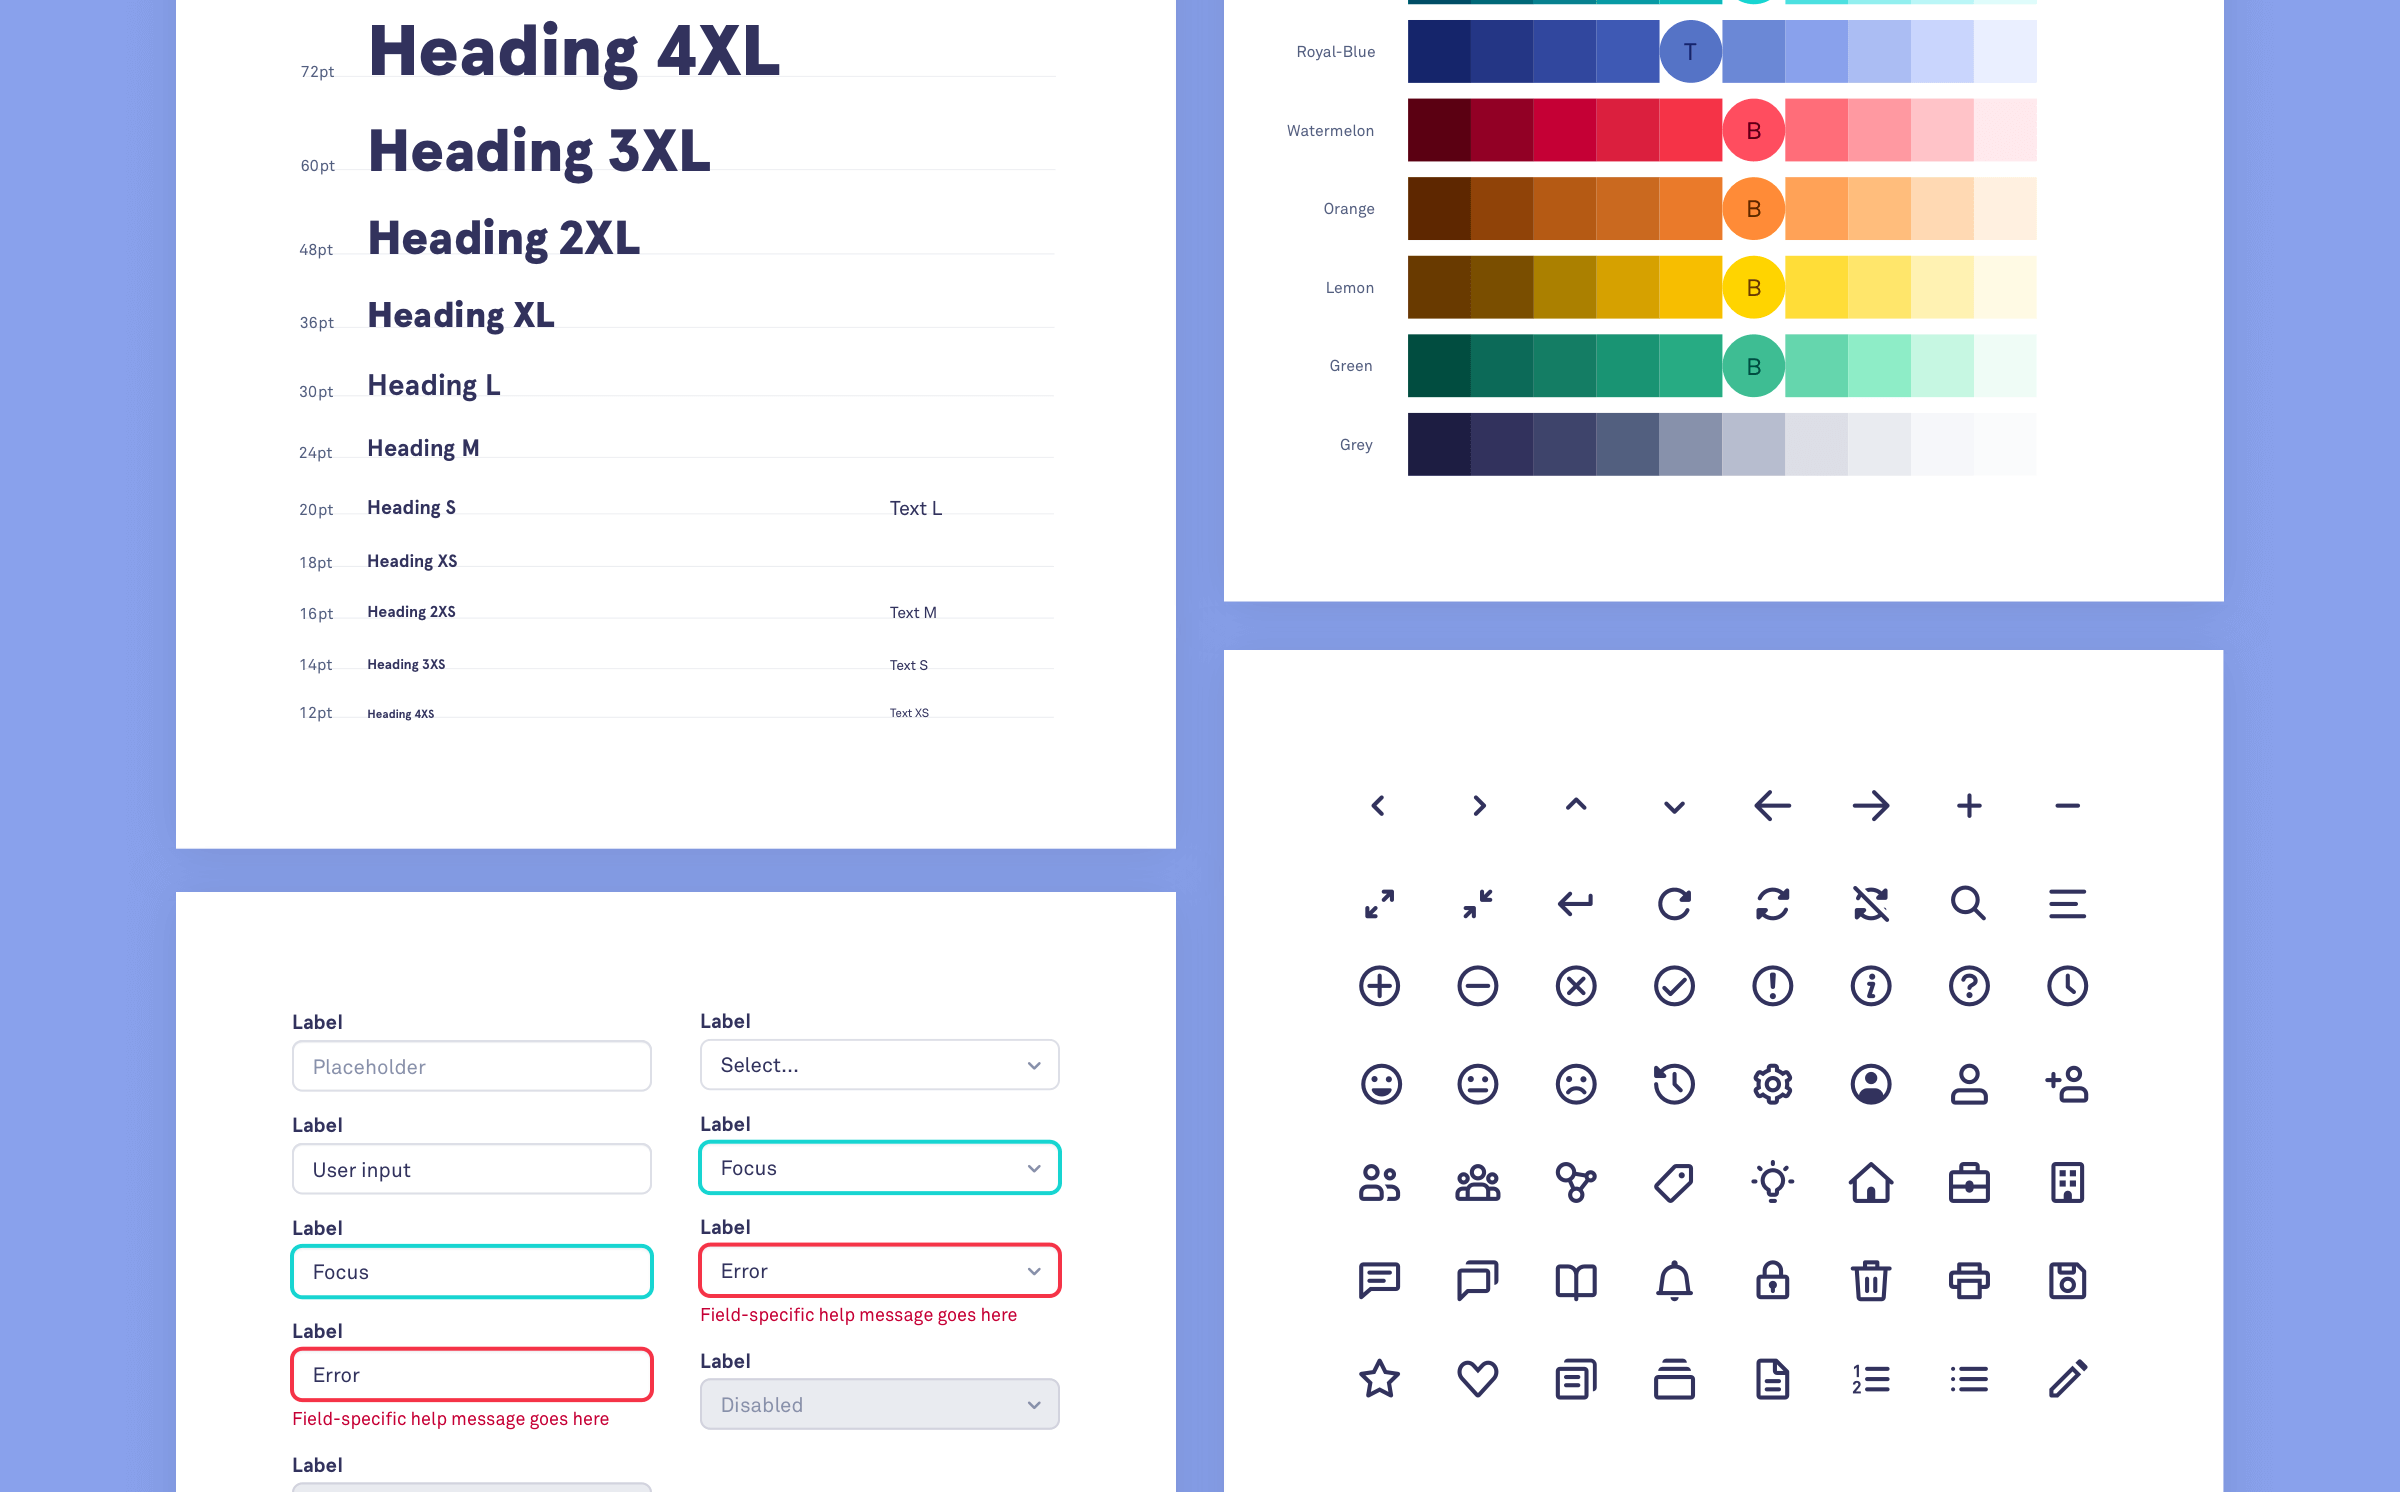 72pt Heading 4XL
60pt Heading 3XL
48pt Heading 2XL
36pt Heading XL
30pt Heading L
24pt Heading M
20pt Heading S Text L
18pt Heading XS
16pt Heading 2XS Text M
14pt Heading 3XS Text S
12pt Heading 4XS Text XS
Royal-Blue T
Watermelon B
Orange B
Lemon B
Green B
Grey
Label
Placeholder
Label
User input
Label
Focus
Label
Error
Field-specific help message goes here
Label
Label
Select...
Label
Focus
Label
Error
Field-specific help message goes here
Label
Disabled
1
2